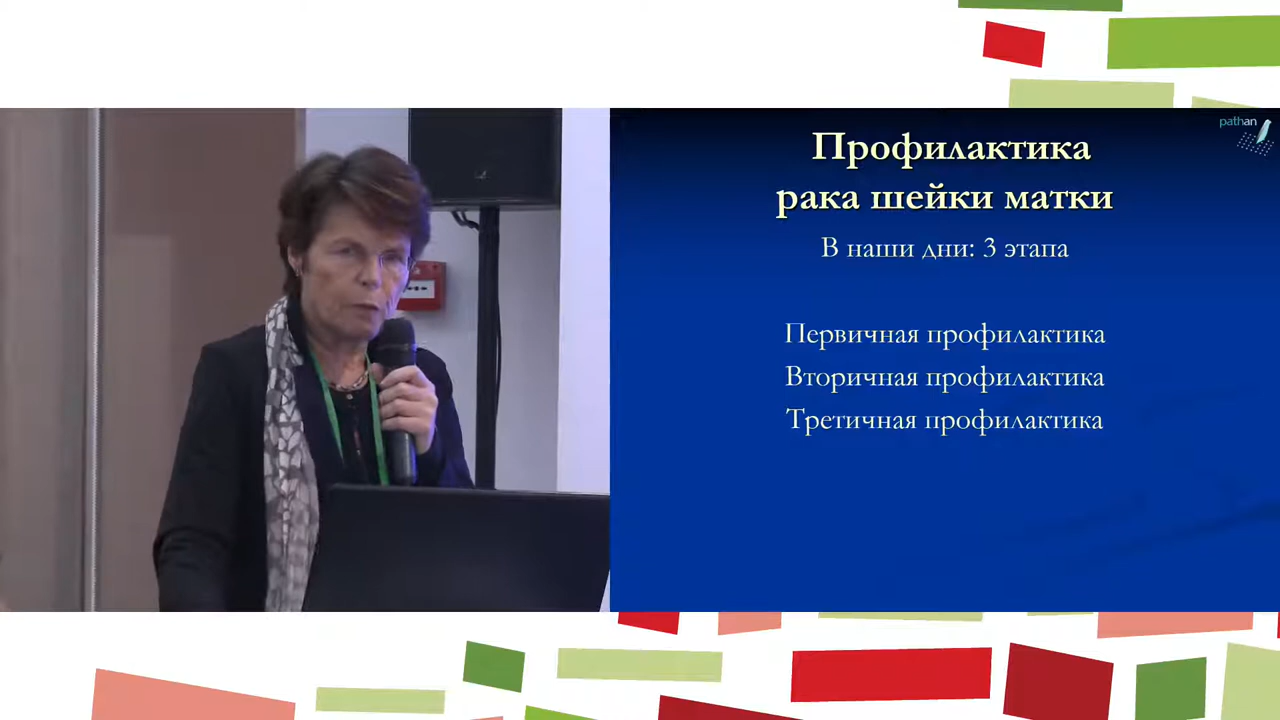 pathan
Профилактика
рака шейки матки
В наши дни: 3 этапа
Первичная профилактика
Вторичная профилактика
Третичная профилактика